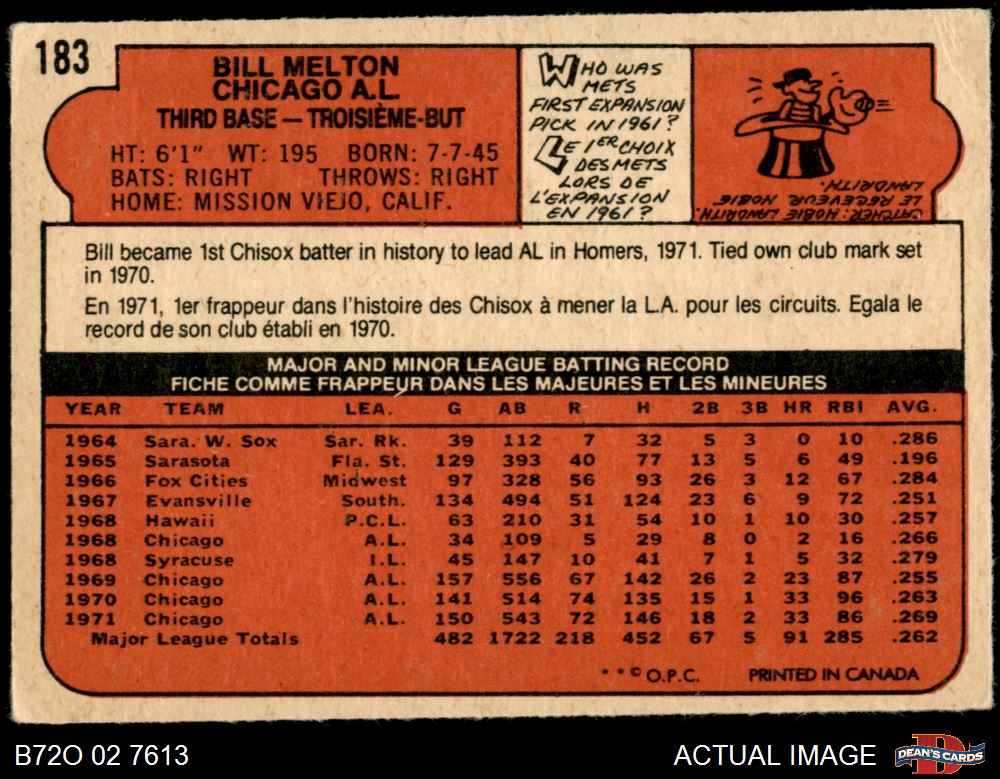 183
BILL MELTON
CHICAGO A.L.
THIRD BASE — TROISIÈME-BUT
HT: 6'1" WT: 195 BORN: 7-7-45
BATS: RIGHT THROWS: RIGHT
HOME: MISSION VIEJO, CALIF.
WHO WAS
METS
FIRST EXPANSION
PICK IN 1961?
LE 1ER CHOIX
DES METS
LORS DE
L'EXPANSION
EN 1961?
CATCHER: HOBIE LANDRITH.
LE RECEVEUR HOBIE
LANDRITH.
Bill became 1st Chisox batter in history to lead AL in Homers, 1971. Tied own club mark set
in 1970.
En 1971, 1er frappeur dans l'histoire des Chisox à mener la L.A. pour les circuits. Egala le
record de son club établi en 1970.
MAJOR AND MINOR LEAGUE BATTING RECORD
FICHE COMME FRAPPEUR DANS LES MAJEURES ET LES MINEURES
YEAR TEAM LEA. G AB R H 2B 3B HR RBI AVG.
1964 Sara. W. Sox Sar. Rk. 39 112 7 32 5 3 0 10 .286
1965 Sarasota Fla. St. 129 393 40 77 13 5 6 49 .196
1966 Fox Cities Midwest 97 328 56 93 26 3 12 67 .284
1967 Evansville South. 134 494 51 124 23 6 9 72 .251
1968 Hawaii P.C.L. 63 210 31 54 10 1 10 30 .257
1968 Chicago A.L. 34 109 5 29 8 0 2 16 .266
1968 Syracuse I.L. 45 147 10 41 7 1 5 32 .279
1969 Chicago A.L. 157 556 67 142 26 2 23 87 .255
1970 Chicago A.L. 141 514 74 135 15 1 33 96 .263
1971 Chicago A.L. 150 543 72 146 18 2 33 86 .269
Major League Totals 482 1722 218 452 67 5 91 285 .262
* * © O.P.C. PRINTED IN CANADA
B72O 02 7613
ACTUAL IMAGE
DEAN'S CARDS